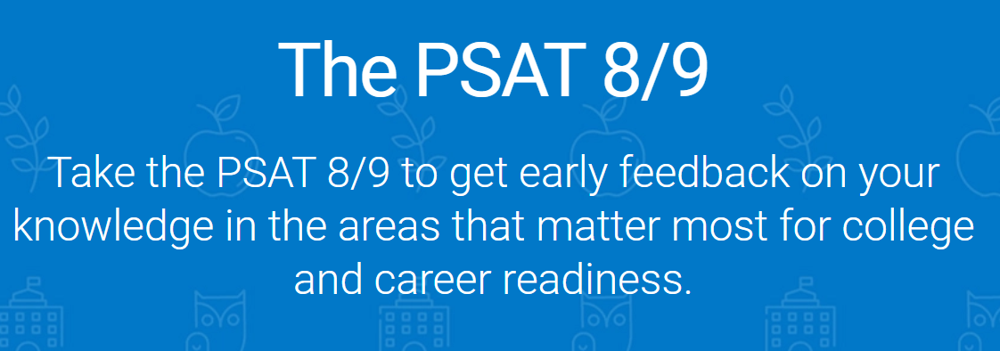 The PSAT 8/9
Take the PSAT 8/9 to get early feedback on your
knowledge in the areas that matter most for college
and career readiness.